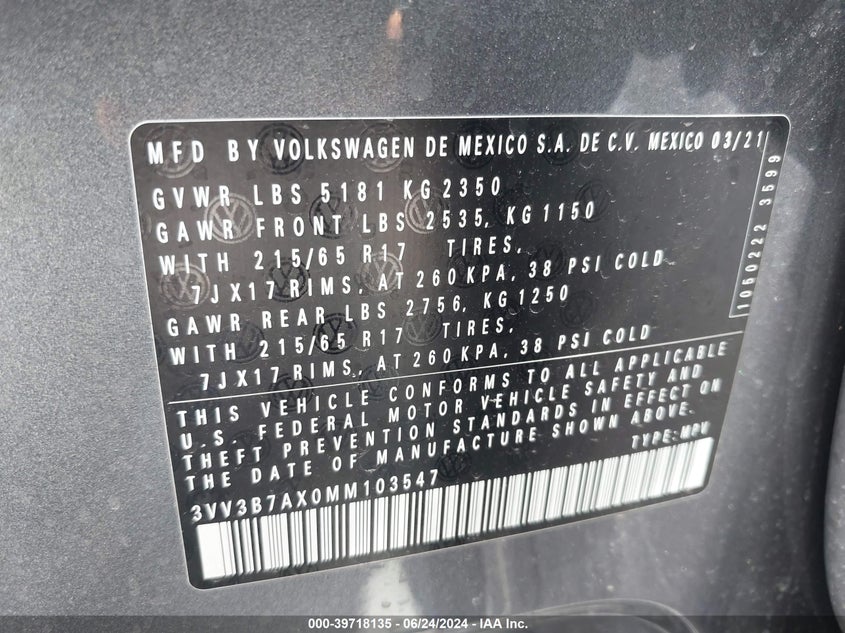 MFD BY VOLKSWAGEN DE MEXICO S.A. DE C.V. MEXICO 03/21
GVWR LBS 5181 KG 2350
GAWR FRONT LBS 2535, KG 1150
WITH 215/65 R17 TIRES,
7JX17 RIMS, AT 260 KPA, 38 PSI COLD
GAWR REAR LBS 2756, KG 1250
WITH 215/65 R17 TIRES,
7JX17 RIMS, AT 260 KPA, 38 PSI COLD
1050222 3599
THIS VEHICLE CONFORMS TO ALL APPLICABLE
U.S. FEDERAL MOTOR VEHICLE SAFETY AND
THEFT PREVENTION STANDARDS IN EFFECT ON
THE DATE OF MANUFACTURE SHOWN ABOVE.
TYPE:MPV
3VV3B7AX0MM103547
000-39718135 - 06/24/2024 - IAA Inc.